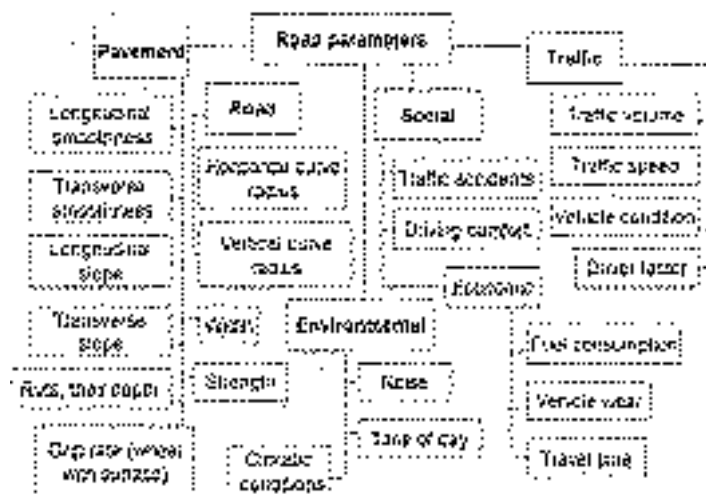 Road parameters
Pavement
Traffic
Longitudinal
smoothness
Road
Social
Traffic volume
Transverse
smoothness
Horizontal curve
radius
Traffic accidents
Traffic speed
Longitudinal
slope
Vertical curve
radius
Driving comfort
Vehicle condition
Driver factor
Economic
Transverse
slope
Environmental
Fuel consumption
Ruts, their depth
Strength
Noise
Vehicle wear
Grip rate (wheel
with surface)
Climatic
conditions
Time of day
Travel time